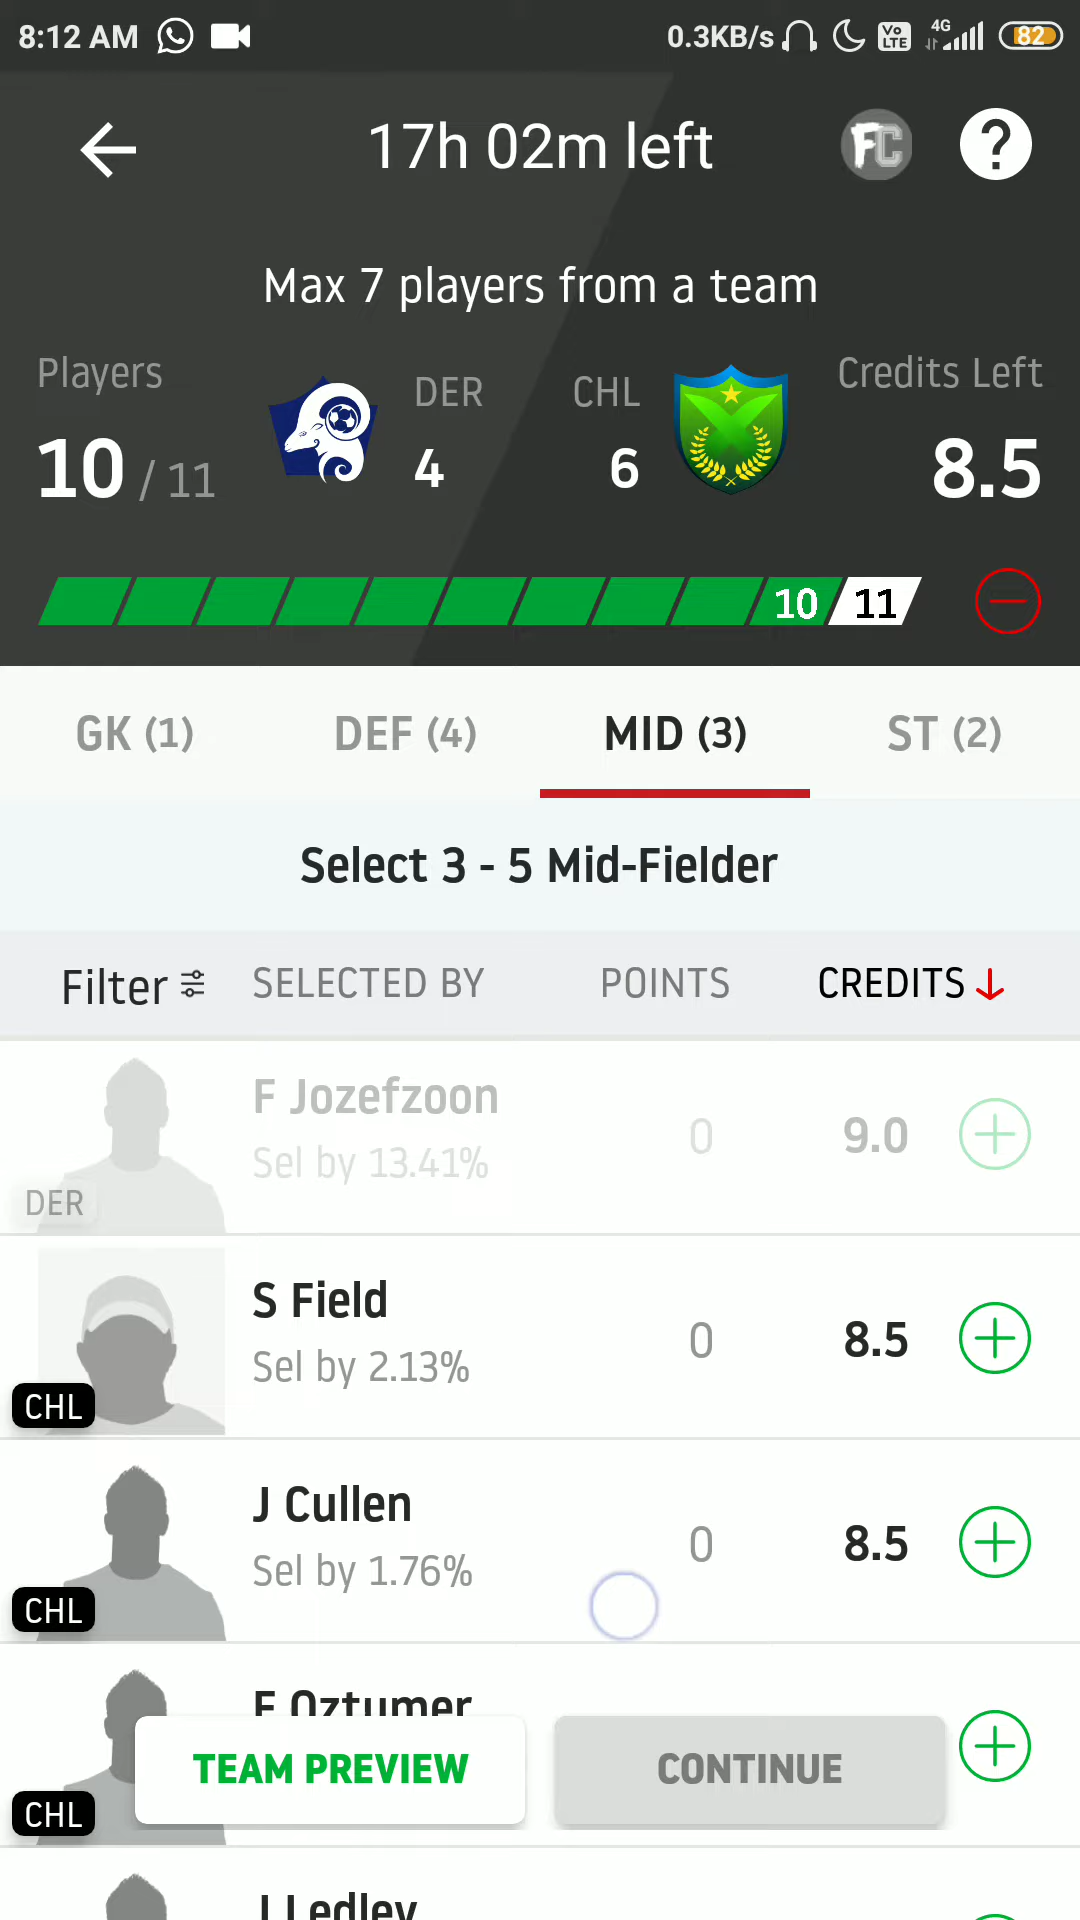 8:12 AM 0.3KB/s Vo LTE 4G 82
17h 02m left FC ?
Max 7 players from a team
Players DER CHL Credits Left
10 / 11 4 6 8.5
10 11
GK (1) DEF (4) MID (3) ST (2)
Select 3 - 5 Mid-Fielder
Filter SELECTED BY POINTS CREDITS
F Jozefzoon
Sel by 13.41% 0 9.0
DER
S Field
Sel by 2.13% 0 8.5
CHL
J Cullen
Sel by 1.76% 0 8.5
CHL
E Oztumer
TEAM PREVIEW CONTINUE
CHL
J Ledley